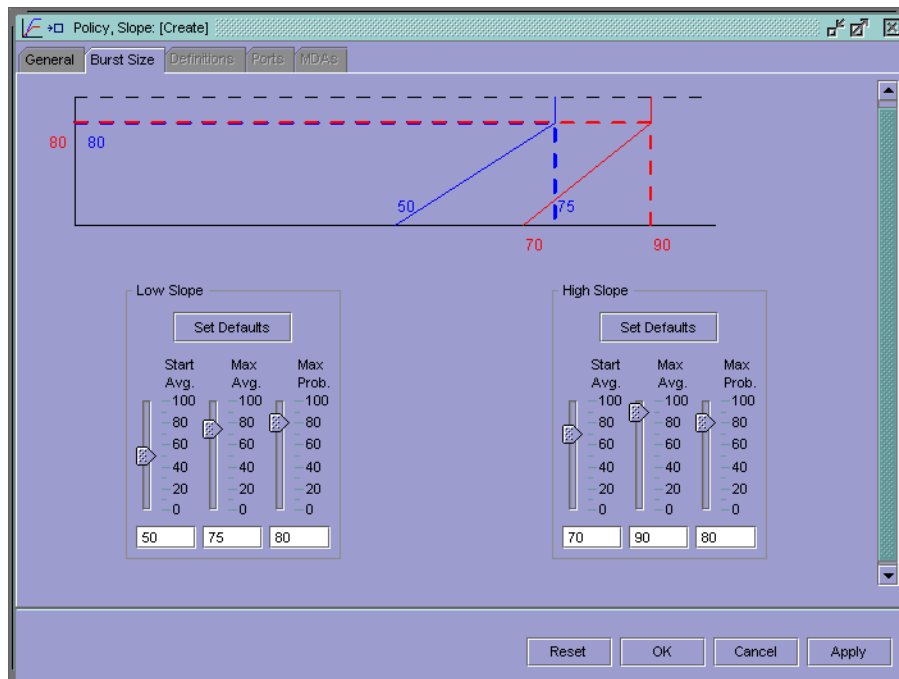 Policy, Slope: [Create]
General Burst Size Definitions Ports MDAs
80 80
50 75
70 90
Low Slope
Set Defaults
Start Avg. Max Avg. Max Prob.
100 100 100
80 80 80
60 60 60
40 40 40
20 20 20
0 0 0
50 75 80
High Slope
Set Defaults
Start Avg. Max Avg. Max Prob.
100 100 100
80 80 80
60 60 60
40 40 40
20 20 20
0 0 0
70 90 80
Reset OK Cancel Apply